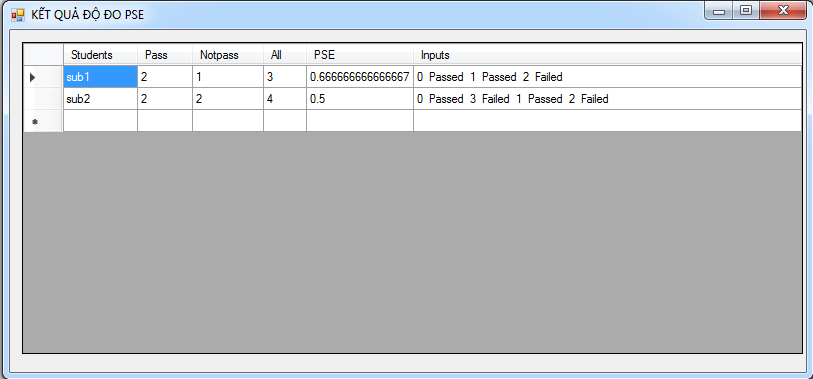 KẾT QUẢ ĐỘ ĐO PSE
Students Pass Notpass All PSE Inputs
sub1 2 1 3 0.666666666666667 0 Passed 1 Passed 2 Failed
sub2 2 2 4 0.5 0 Passed 3 Failed 1 Passed 2 Failed